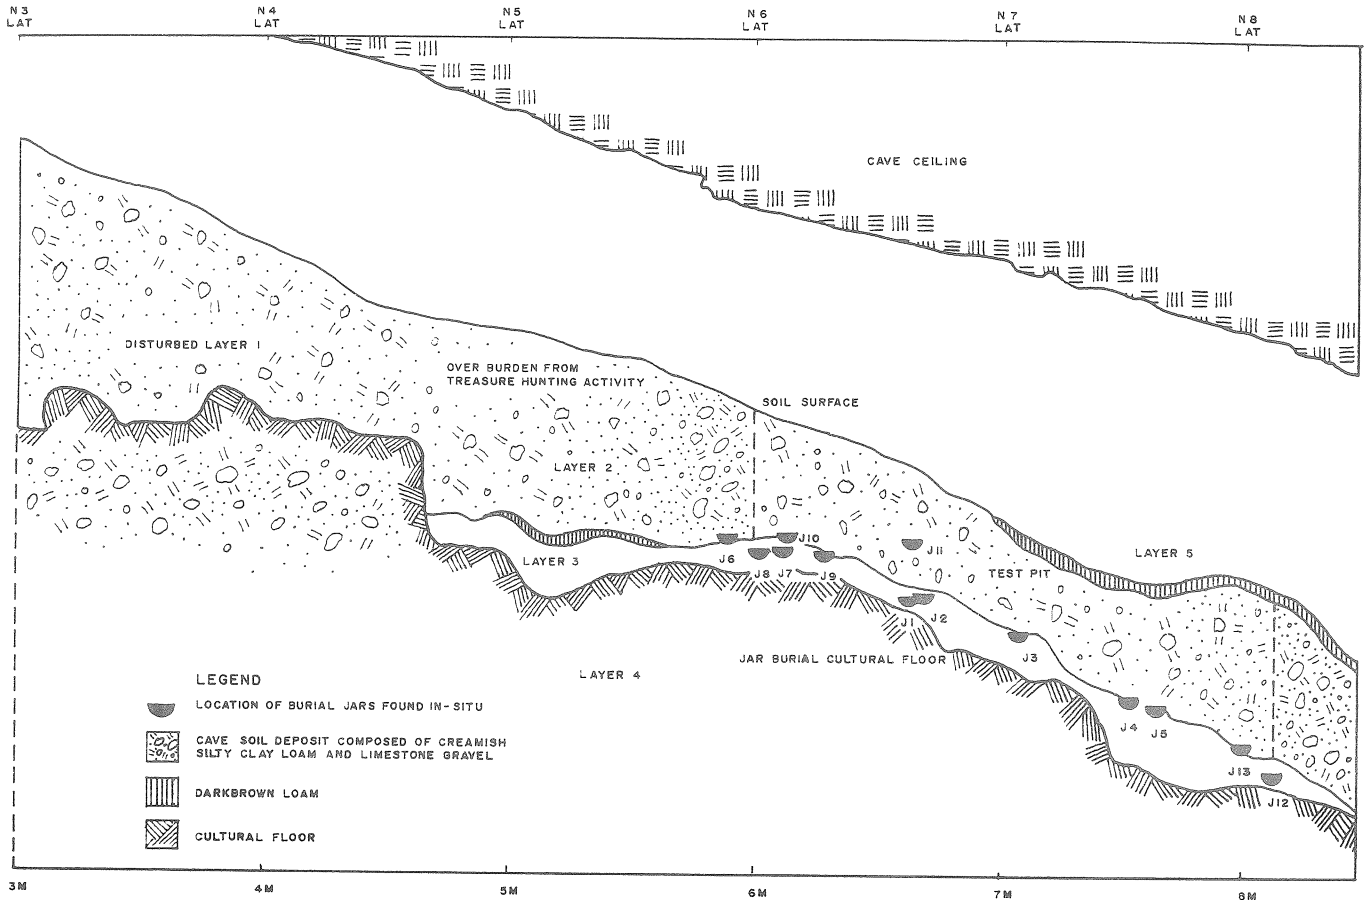 N3 LAT
N4 LAT
N5 LAT
N6 LAT
N7 LAT
N8 LAT
CAVE CEILING
DISTURBED LAYER 1
OVER BURDEN FROM
TREASURE HUNTING ACTIVITY
SOIL SURFACE
LAYER 2
LAYER 3
LAYER 5
TEST PIT
J6
J10
J8
J7
J9
J11
J1
J2
J3
J4
J5
J13
J12
JAR BURIAL CULTURAL FLOOR
LAYER 4
LEGEND
LOCATION OF BURIAL JARS FOUND IN-SITU
CAVE SOIL DEPOSIT COMPOSED OF CREAMISH
SILTY CLAY LOAM AND LIMESTONE GRAVEL
DARKBROWN LOAM
CULTURAL FLOOR
3M
4M
5M
6M
7M
8M